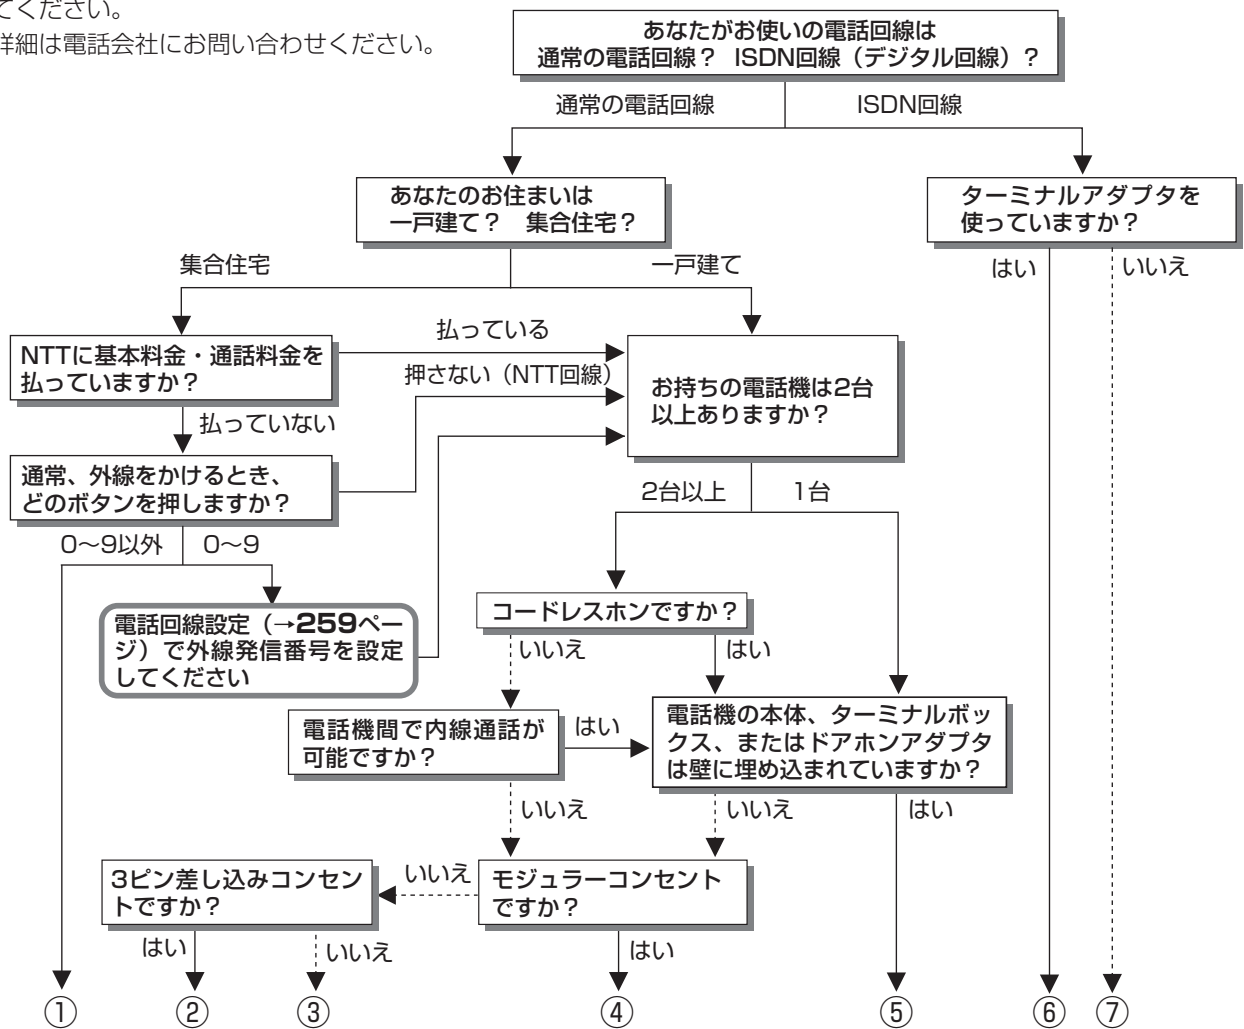 てください。
詳細は電話会社にお問い合わせください。
あなたがお使いの電話回線は
通常の電話回線？ ISDN回線（デジタル回線）？
通常の電話回線
ISDN回線
あなたのお住まいは
一戸建て？ 集合住宅？
ターミナルアダプタを
使っていますか？
集合住宅
一戸建て
はい
いいえ
NTTに基本料金・通話料金を
払っていますか？
払っている
押さない（NTT回線）
お持ちの電話機は2台
以上ありますか？
払っていない
通常、外線をかけるとき、
どのボタンを押しますか？
2台以上
1台
0〜9以外
0〜9
電話回線設定（→259ペー
ジ）で外線発信番号を設定
してください
コードレスホンですか？
いいえ
はい
電話機間で内線通話が
可能ですか？
はい
電話機の本体、ターミナルボッ
クス、またはドアホンアダプタ
は壁に埋め込まれていますか？
いいえ
いいえ
はい
3ピン差し込みコンセン
トですか？
いいえ
モジュラーコンセント
ですか？
はい
いいえ
はい
① ② ③ ④ ⑤ ⑥ ⑦